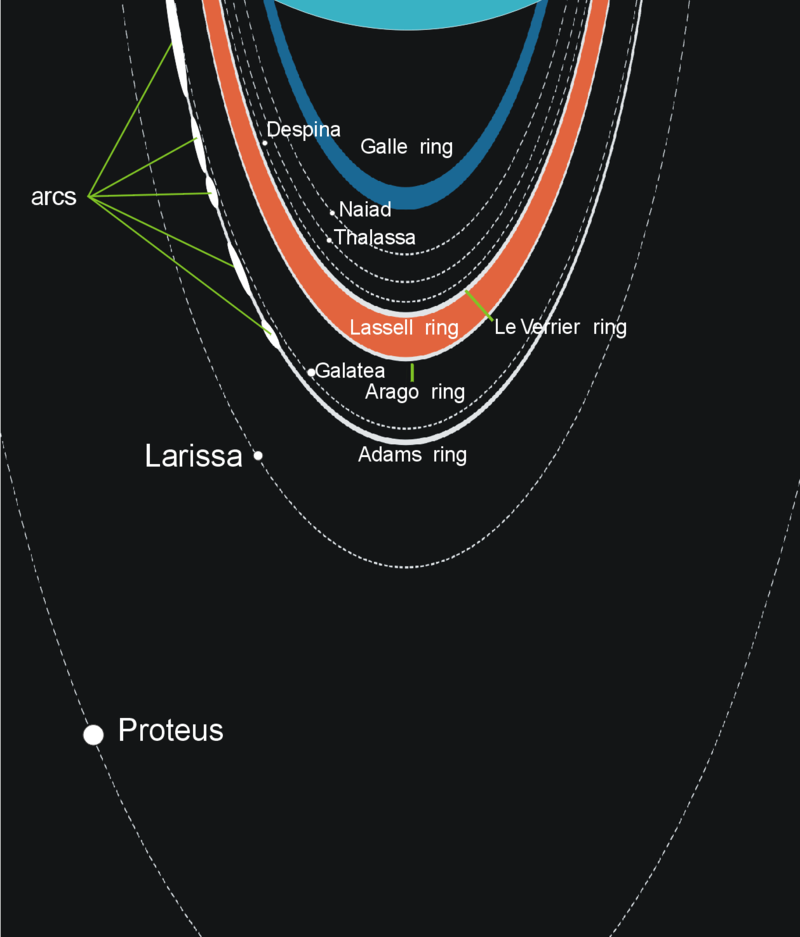 Despina
Galle ring
arcs
Naiad
Thalassa
Lassell ring
Le Verrier ring
Galatea
Arago ring
Larissa
Adams ring
Proteus